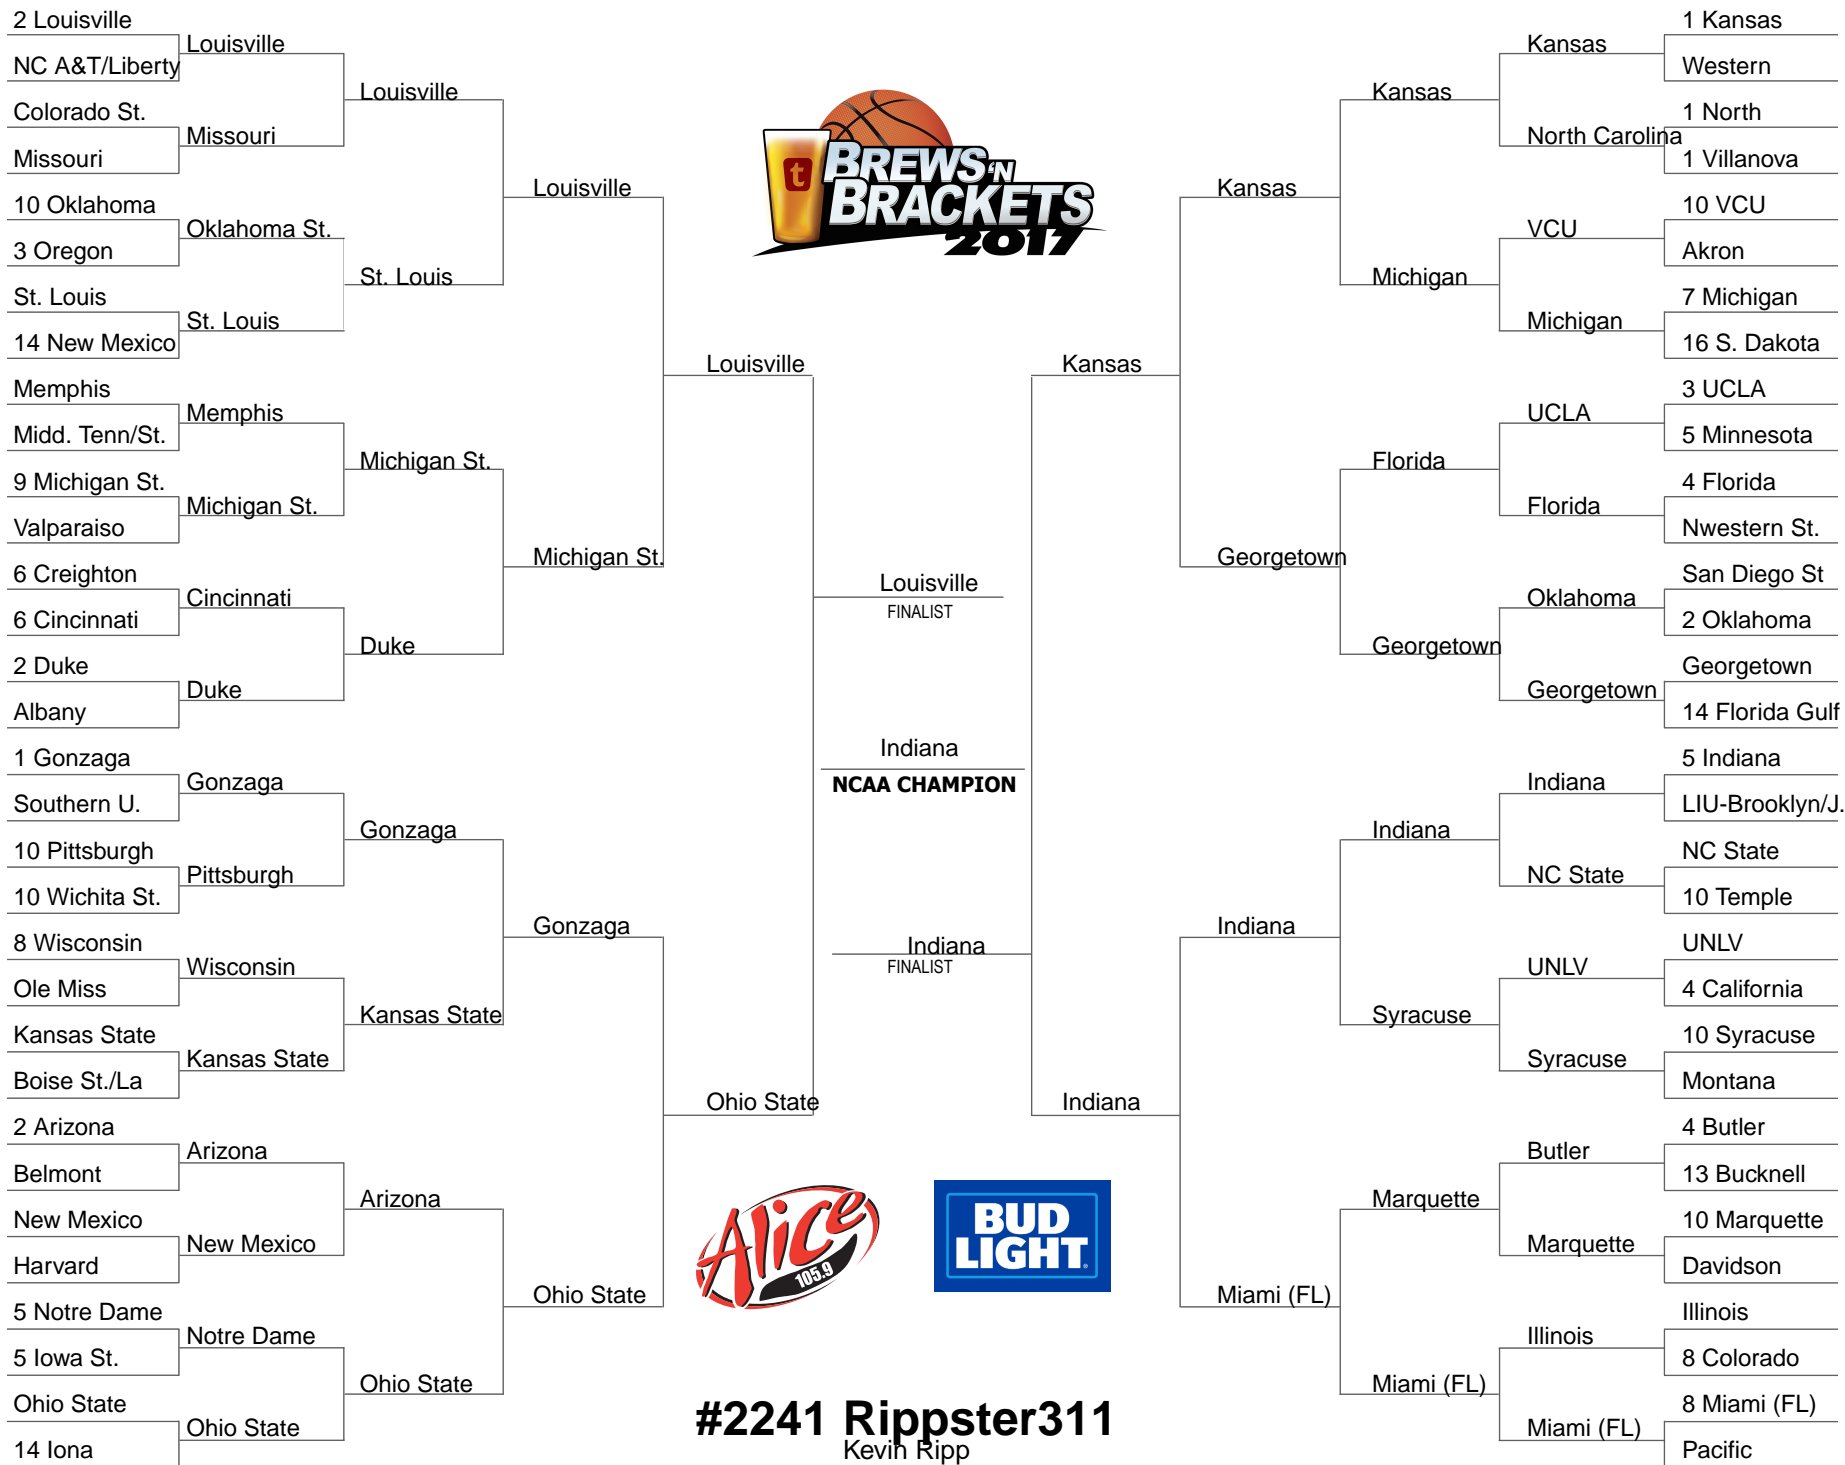 2 Louisville
NC A&T/Liberty
Colorado St.
Missouri
10 Oklahoma
3 Oregon
St. Louis
14 New Mexico
Memphis
Midd. Tenn/St.
9 Michigan St.
Valparaiso
6 Creighton
6 Cincinnati
2 Duke
Albany
1 Gonzaga
Southern U.
10 Pittsburgh
10 Wichita St.
8 Wisconsin
Ole Miss
Kansas State
Boise St./La
2 Arizona
Belmont
New Mexico
Harvard
5 Notre Dame
5 Iowa St.
Ohio State
14 Iona
Louisville
Missouri
Oklahoma St.
St. Louis
Memphis
Michigan St.
Cincinnati
Duke
Gonzaga
Pittsburgh
Wisconsin
Kansas State
Arizona
New Mexico
Notre Dame
Ohio State
Louisville
St. Louis
Michigan St.
Duke
Gonzaga
Kansas State
Arizona
Ohio State
Louisville
Michigan St.
Gonzaga
Ohio State
Louisville
Ohio State
t
BREWS 'N
BRACKETS
2017
Louisville
FINALIST
Indiana
NCAA CHAMPION
Indiana
FINALIST
Alice
105.9
BUD
LIGHT
#2241 Rippster311
Kevin Ripp
Kansas
Indiana
Kansas
Georgetown
Indiana
Miami (FL)
Kansas
Michigan
Florida
Georgetown
Indiana
Syracuse
Marquette
Miami (FL)
Kansas
North Carolina
VCU
Michigan
UCLA
Florida
Oklahoma
Georgetown
Indiana
NC State
UNLV
Syracuse
Butler
Marquette
Illinois
Miami (FL)
1 Kansas
Western
1 North
1 Villanova
10 VCU
Akron
7 Michigan
16 S. Dakota
3 UCLA
5 Minnesota
4 Florida
Nwestern St.
San Diego St
2 Oklahoma
Georgetown
14 Florida Gulf
5 Indiana
LIU-Brooklyn/J.
NC State
10 Temple
UNLV
4 California
10 Syracuse
Montana
4 Butler
13 Bucknell
10 Marquette
Davidson
Illinois
8 Colorado
8 Miami (FL)
Pacific